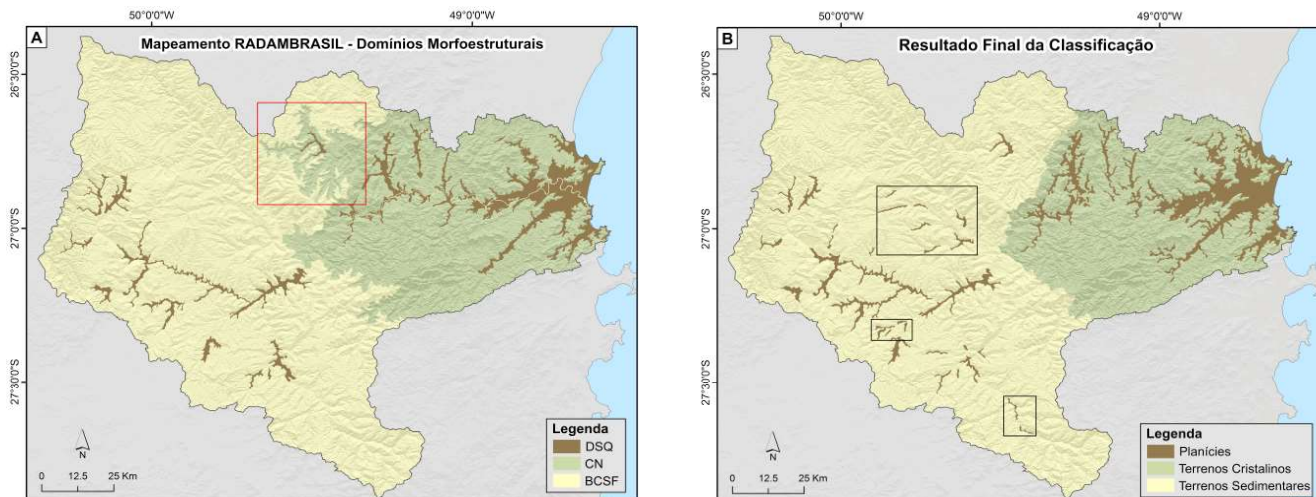 50°0'0"W 49°0'0"W
A Mapeamento RADAMBRASIL - Domínios Morfoestruturais
26°30'0"S
27°0'0"S
27°30'0"S
N
0 12.5 25 Km
Legenda
DSQ
CN
BCSF
50°0'0"W 49°0'0"W
B Resultado Final da Classificação
26°30'0"S
27°0'0"S
27°30'0"S
N
0 12.5 25 Km
Legenda
Planícies
Terrenos Cristalinos
Terrenos Sedimentares